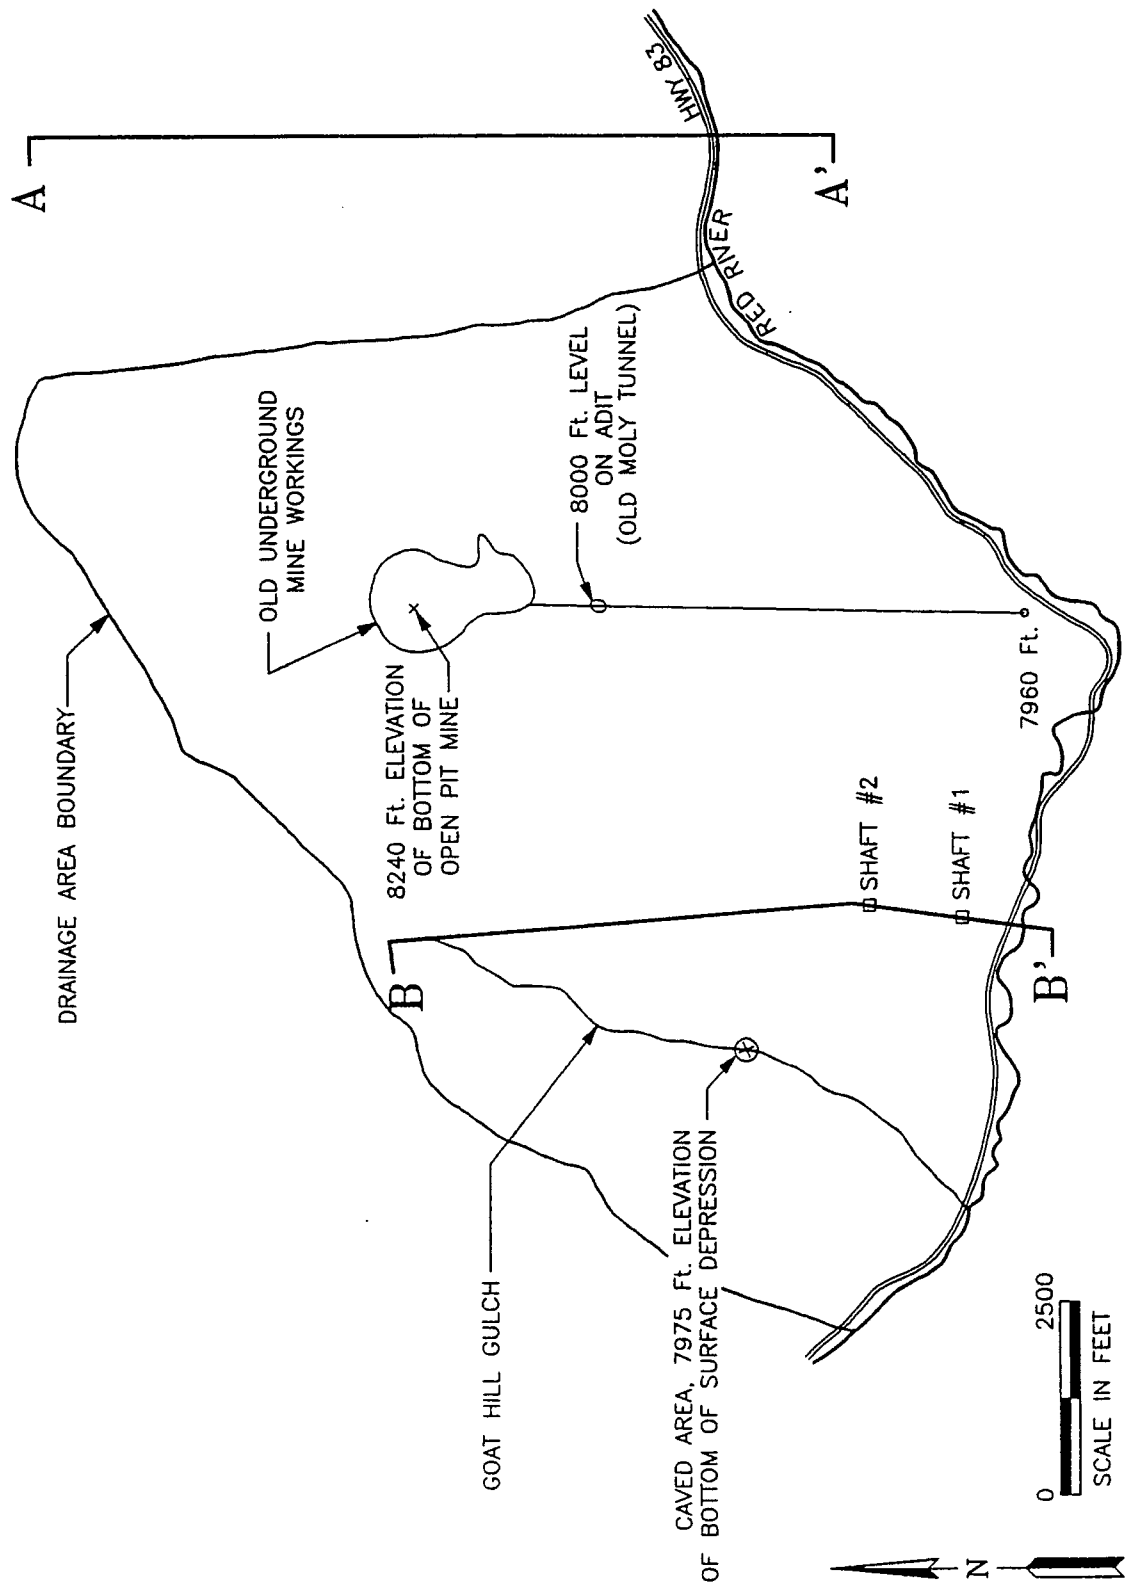 A
A'
HWY 83
RED RIVER
OLD UNDERGROUND
MINE WORKINGS
8000 Ft. LEVEL
ON ADIT
(OLD MOLY TUNNEL)
DRAINAGE AREA BOUNDARY
8240 Ft. ELEVATION
OF BOTTOM OF
OPEN PIT MINE
7960 Ft.
SHAFT #2
SHAFT #1
B
B'
GOAT HILL GULCH
CAVED AREA, 7975 Ft. ELEVATION
OF BOTTOM OF SURFACE DEPRESSION
0 2500
SCALE IN FEET
N